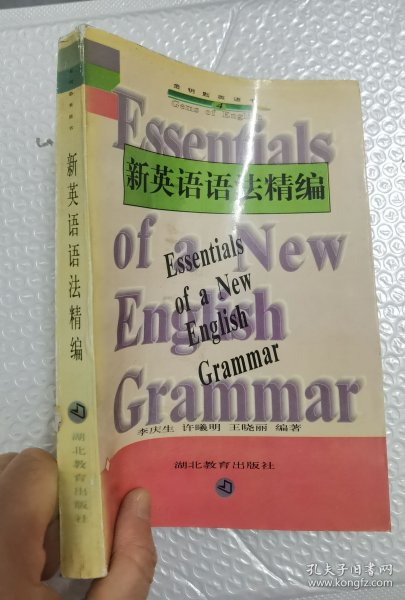 新英语语法精编
湖北教育出版社
Gems of Eng
Essentials
of a New
English
Grammar
新英语语法精编
Essentials
of a New
English
Grammar
李庆生 许曦明 王晓丽 编著
湖北教育出版社
孔夫子旧书网
www.kongfz.com